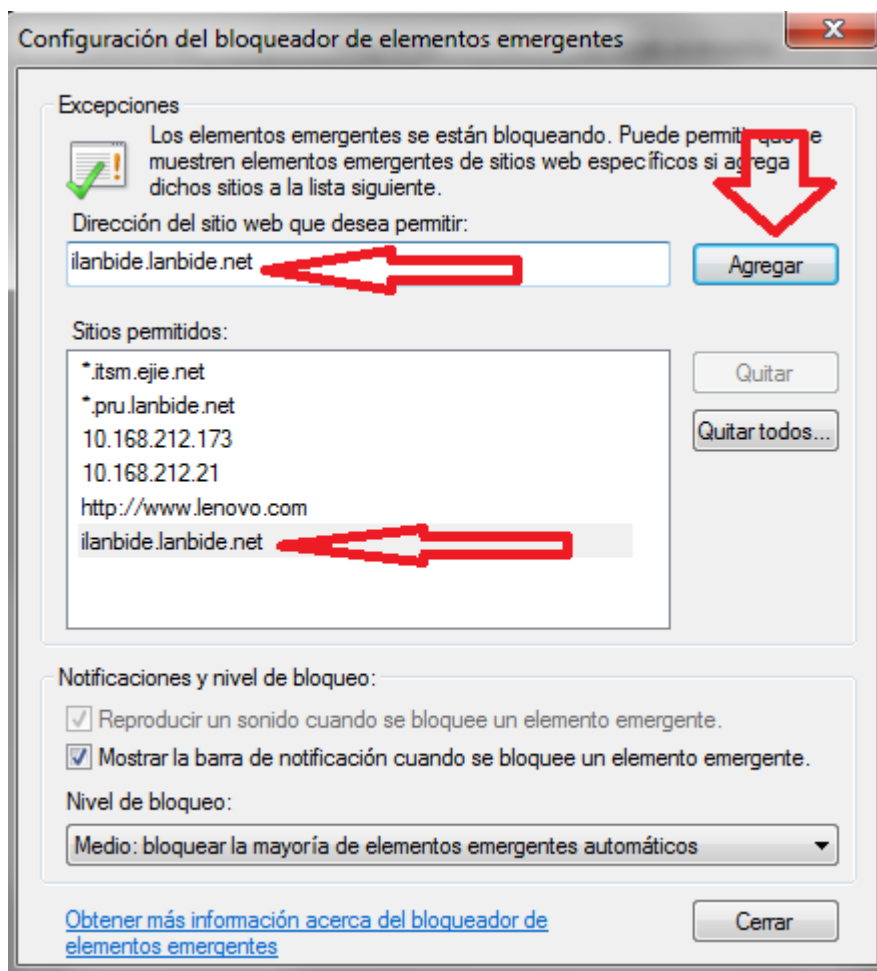 Configuración del bloqueador de elementos emergentes
Excepciones
Los elementos emergentes se están bloqueando. Puede permitir que se
muestren elementos emergentes de sitios web específicos si agrega
dichos sitios a la lista siguiente.
Dirección del sitio web que desea permitir:
ilanbide.lanbide.net
Agregar
Sitios permitidos:
*.itsm.ejie.net
*.pru.lanbide.net
10.168.212.173
10.168.212.21
http://www.lenovo.com
ilanbide.lanbide.net
Quitar
Quitar todos...
Notificaciones y nivel de bloqueo:
Reproducir un sonido cuando se bloquee un elemento emergente.
Mostrar la barra de notificación cuando se bloquee un elemento emergente.
Nivel de bloqueo:
Medio: bloquear la mayoría de elementos emergentes automáticos
Obtener más información acerca del bloqueador de
elementos emergentes
Cerrar